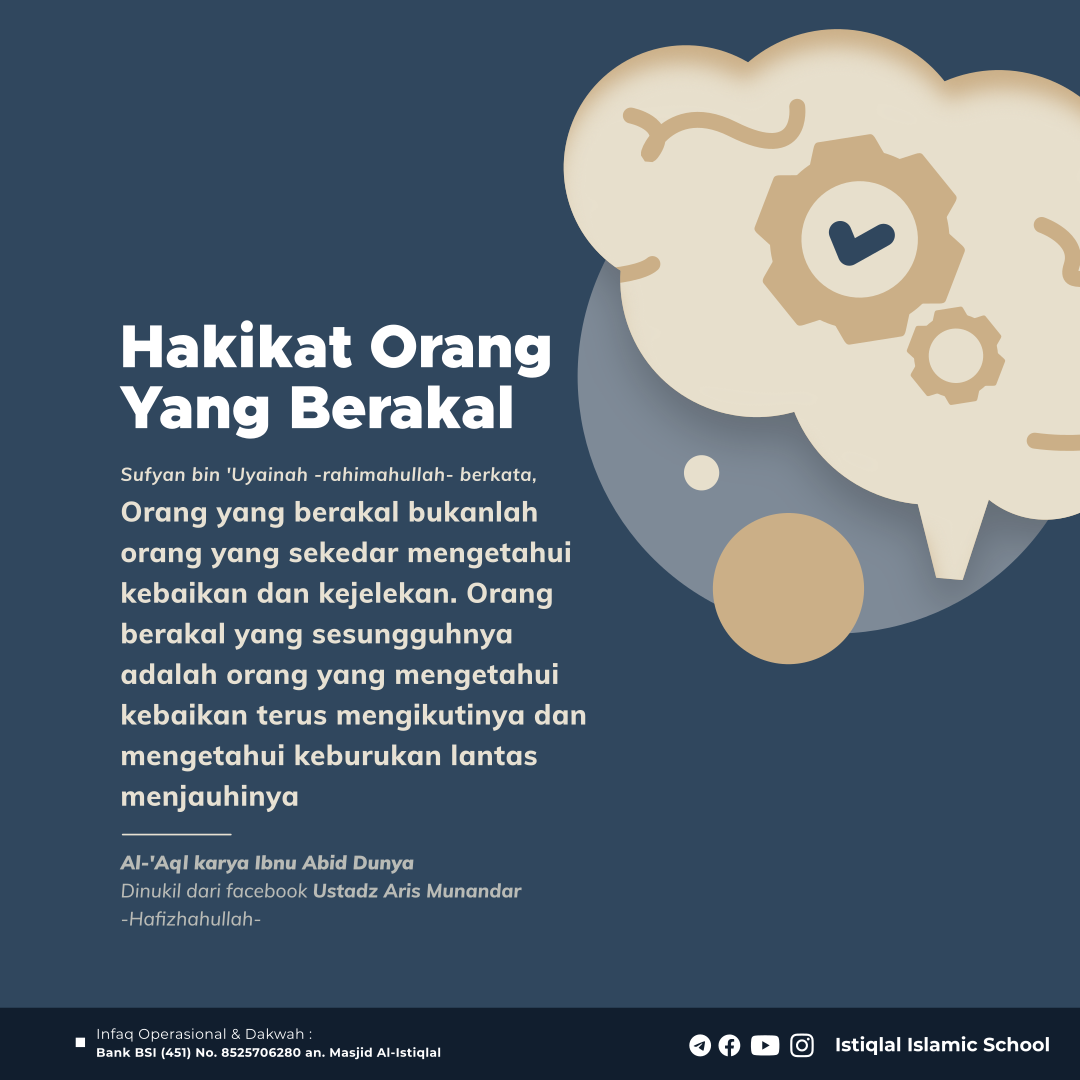 Hakikat Orang
Yang Berakal
Sufyan bin 'Uyainah -rahimahullah- berkata,
Orang yang berakal bukanlah
orang yang sekedar mengetahui
kebaikan dan kejelekan. Orang
berakal yang sesungguhnya
adalah orang yang mengetahui
kebaikan terus mengikutinya dan
mengetahui keburukan lantas
menjauhinya
Al-'Aql karya Ibnu Abid Dunya
Dinukil dari facebook Ustadz Aris Munandar
-Hafizhahullah-
Infaq Operasional & Dakwah :
Bank BSI (451) No. 8525706280 an. Masjid Al-Istiqlal
Istiqlal Islamic School